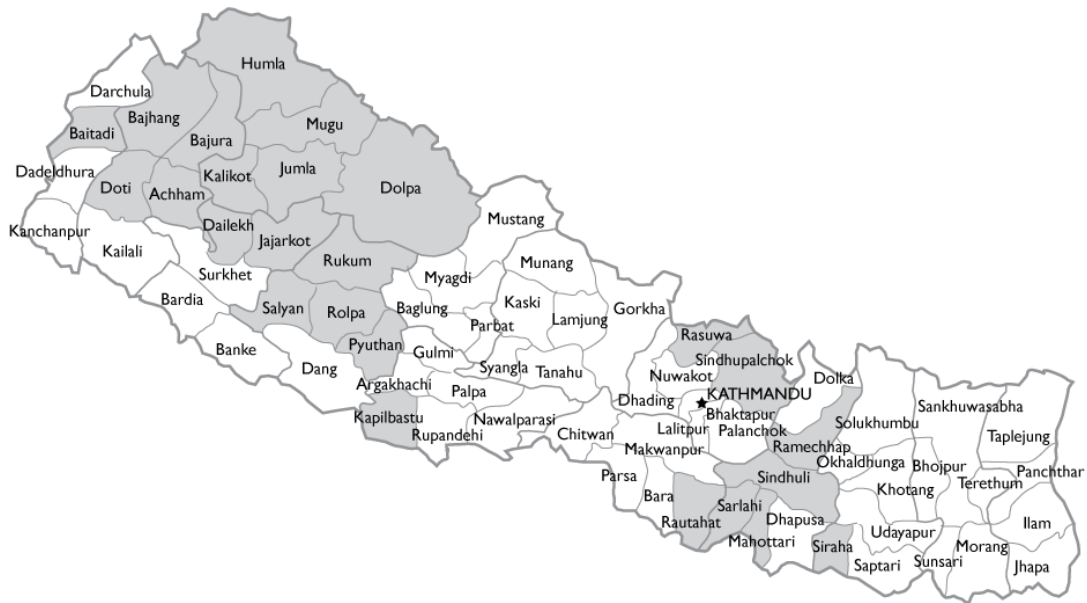 Humla
Darchula
Bajhang
Mugu
Baitadi
Bajura
Dadeldhura
Doti
Achham
Kalikot
Jumla
Dolpa
Kanchanpur
Kailali
Dailekh
Jajarkot
Mustang
Surkhet
Rukum
Myagdi
Munang
Bardia
Salyan
Rolpa
Baglung
Kaski
Lamjung
Gorkha
Parbat
Banke
Dang
Pyuthan
Gulmi
Syangla
Tanahu
Rasuwa
Sindhupalchok
Nuwakot
Dolka
Argakhachi
Palpa
Dhading
KATHMANDU
Kapilbastu
Rupandehi
Nawalparasi
Chitwan
Lalitpur
Bhaktapur
Palanchok
Makwanpur
Ramechhap
Solukhumbu
Sankhuwasabha
Taplejung
Okhaldhunga
Bhojpur
Terethum
Panchthar
Parsa
Bara
Sindhuli
Khotang
Rautahat
Sarlahi
Dhapusa
Mahottari
Siraha
Udayapur
Ilam
Saptari
Sunsari
Morang
Jhapa